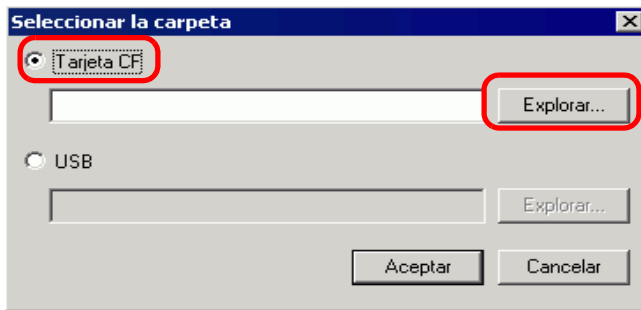 Seleccionar la carpeta
Tarjeta CF
Explorar...
USB
Explorar...
Aceptar Cancelar